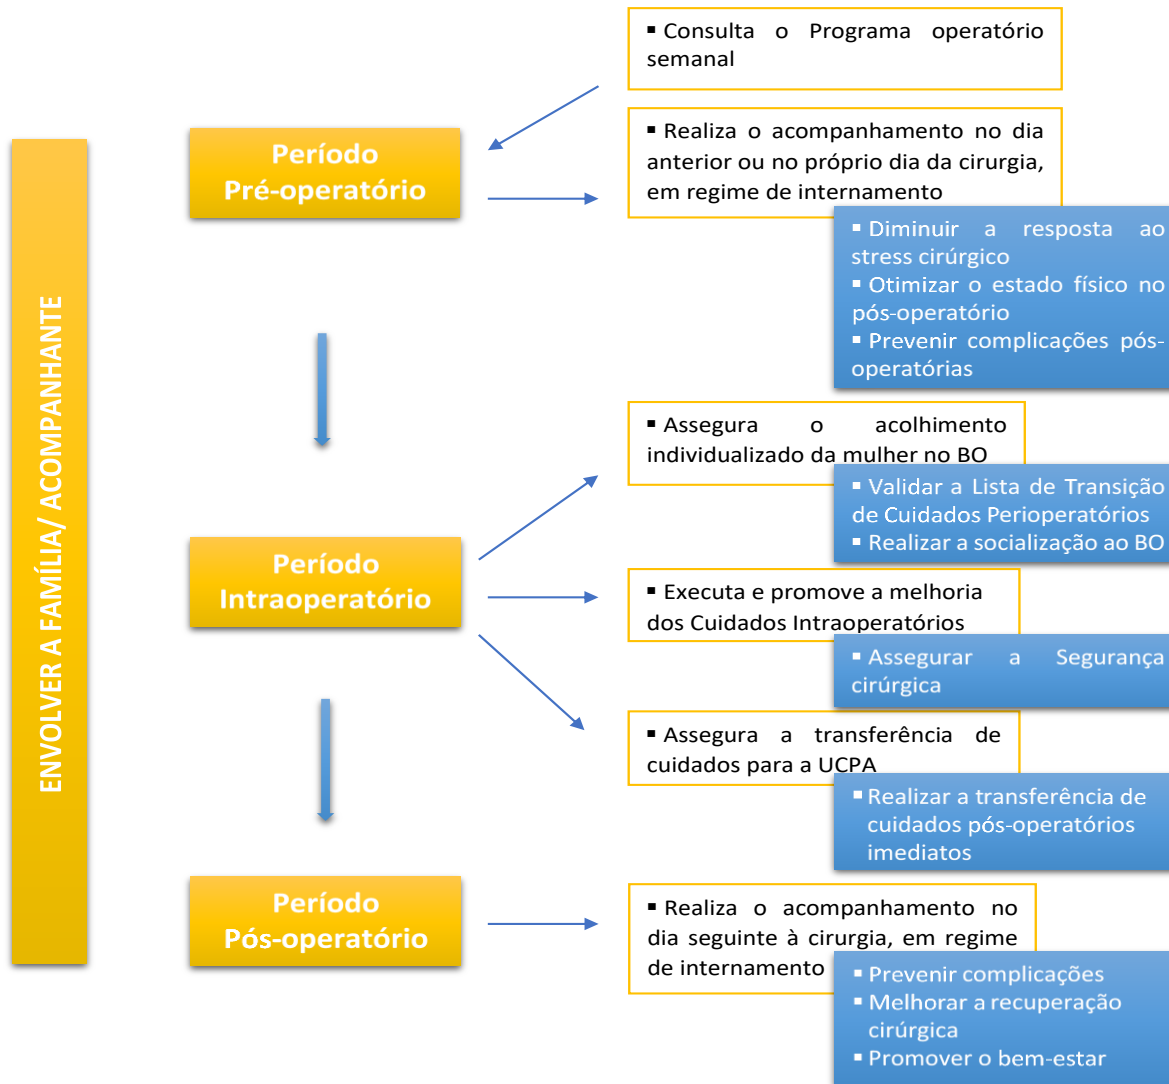 ENVOLVER A FAMÍLIA/ ACOMPANHANTE
Período
Pré-operatório
▪ Consulta o Programa operatório
semanal
▪ Realiza o acompanhamento no dia
anterior ou no próprio dia da cirurgia,
em regime de internamento
▪ Diminuir a resposta ao
stress cirúrgico
▪ Otimizar o estado físico no
pós-operatório
▪ Prevenir complicações pós-
operatórias
Período
Intraoperatório
▪ Assegura o acolhimento
individualizado da mulher no BO
▪ Validar a Lista de Transição
de Cuidados Perioperatórios
▪ Realizar a socialização ao BO
▪ Executa e promove a melhoria
dos Cuidados Intraoperatórios
▪ Assegurar a Segurança
cirúrgica
▪ Assegura a transferência de
cuidados para a UCPA
▪ Realizar a transferência de
cuidados pós-operatórios
imediatos
Período
Pós-operatório
▪ Realiza o acompanhamento no
dia seguinte à cirurgia, em regime
de internamento
▪ Prevenir complicações
▪ Melhorar a recuperação
cirúrgica
▪ Promover o bem-estar